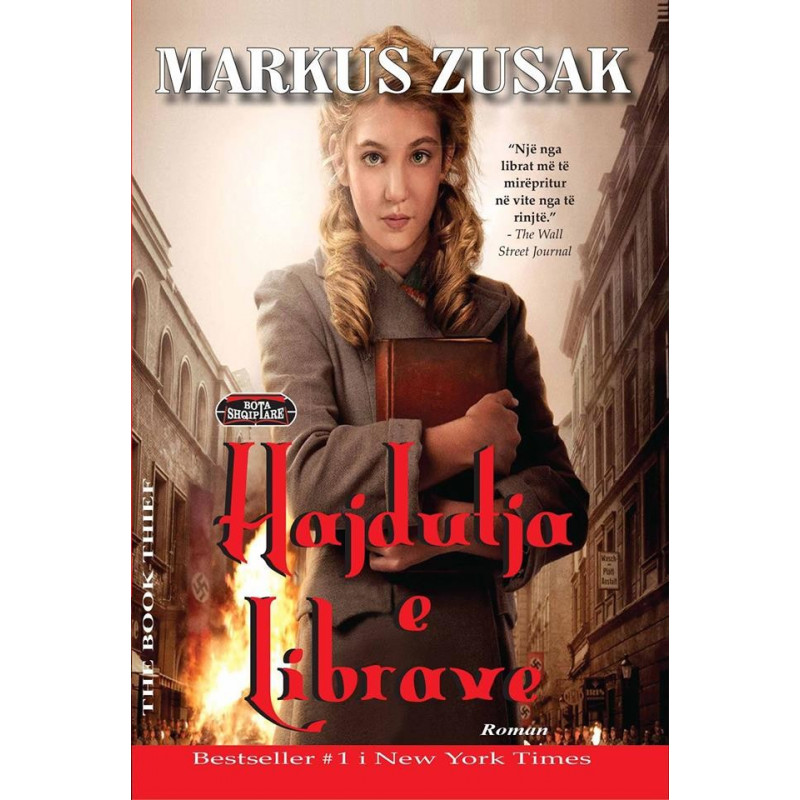 MARKUS ZUSAK
“Një nga
librat më të
mirëpritur
në vite nga të
rinjtë.”
- The Wall
Street Journal
BOTA
SHQIPTARE
Hajdutja
e
Librave
THE BOOK THIEF
Roman
Bestseller #1 i New York Times